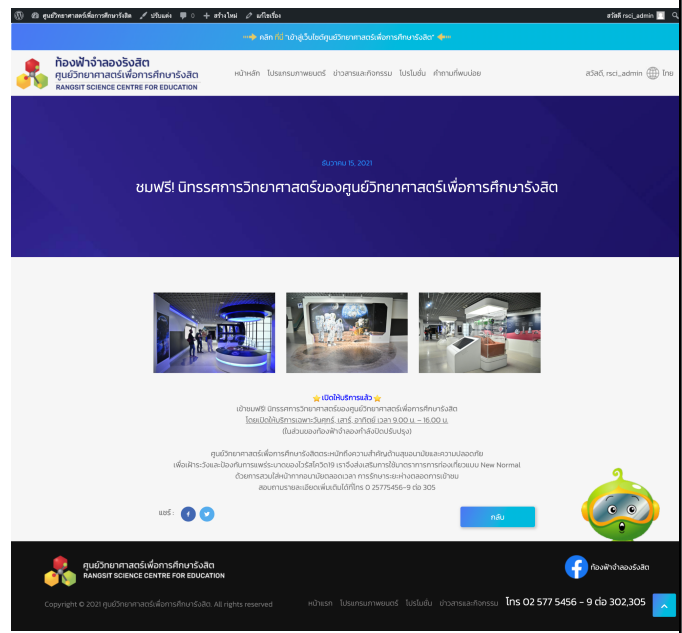 ศูนย์วิทยาศาสตร์เพื่อการศึกษารังสิต ปรับแต่ง 0 + สร้างใหม่ แก้ไขเรื่อง สวัสดี rsci_admin
คลิก ที่นี่ "เข้าสู่เว็บไซต์ศูนย์วิทยาศาสตร์เพื่อการศึกษารังสิต"
ท้องฟ้าจำลองรังสิต
ศูนย์วิทยาศาสตร์เพื่อการศึกษารังสิต
RANGSIT SCIENCE CENTRE FOR EDUCATION
หน้าหลัก โปรแกรมภาพยนตร์ ข่าวสารและกิจกรรม โปรโมชั่น คำถามที่พบบ่อย สวัสดี, rsci_admin ไทย
ธันวาคม 15, 2021
ชมฟรี! นิทรรศการวิทยาศาสตร์ของศูนย์วิทยาศาสตร์เพื่อการศึกษารังสิต
เปิดให้บริการแล้ว
เข้าชมฟรี! นิทรรศการวิทยาศาสตร์ของศูนย์วิทยาศาสตร์เพื่อการศึกษารังสิต
โดยเปิดให้บริการเฉพาะวันศุกร์, เสาร์, อาทิตย์ เวลา 9.00 น. – 16.00 น.
(ในส่วนของท้องฟ้าจำลองกำลังปิดปรับปรุง)
ศูนย์วิทยาศาสตร์เพื่อการศึกษารังสิตตระหนักถึงความสำคัญด้านสุขอนามัยและความปลอดภัย
เพื่อเฝ้าระวังและป้องกันการแพร่ระบาดของไวรัสโควิด19 เราจึงส่งเสริมการใช้มาตราการการท่องเที่ยวแบบ New Normal
ด้วยการสวมใส่หน้ากากอนามัยตลอดเวลา การรักษาระยะห่างตลอดการเข้าชม
สอบถามรายละเอียดเพิ่มเติมได้ที่โทร 0 25775456-9 ต่อ 305
แชร์ :
กลับ
ศูนย์วิทยาศาสตร์เพื่อการศึกษารังสิต
RANGSIT SCIENCE CENTRE FOR EDUCATION
ท้องฟ้าจำลองรังสิต
Copyright © 2021 ศูนย์วิทยาศาสตร์เพื่อการศึกษารังสิต. All rights reserved
หน้าแรก โปรแกรมภาพยนตร์ โปรโมชั่น ข่าวสารและกิจกรรม โทร 02 577 5456 – 9 ต่อ 302,305